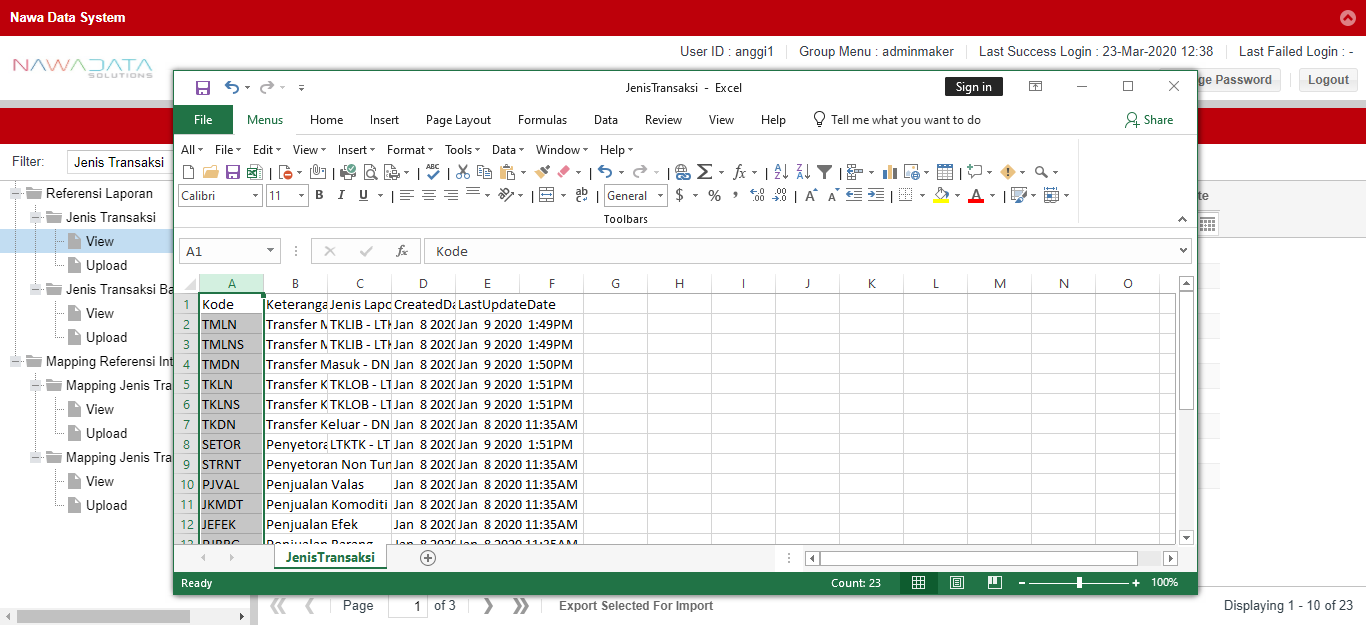 Nawa Data System
User ID : anggi1 Group Menu : adminmaker Last Success Login : 23-Mar-2020 12:38 Last Failed Login : -
NAWADATA
SOLUTIONS
ge Password Logout
JenisTransaksi - Excel
Sign in
File Menus Home Insert Page Layout Formulas Data Review View Help Tell me what you want to do Share
All File Edit View Insert Format Tools Data Window Help
Calibri 11 B I U General $ % ,
Toolbars
A1 fx Kode
Filter: Jenis Transaksi
Referensi Laporan
Jenis Transaksi
View
Upload
Jenis Transaksi Ba
View
Upload
Mapping Referensi Int
Mapping Jenis Tra
View
Upload
Mapping Jenis Tra
View
Upload
te
A B C D E F G H I J K L M N O
1 Kode Keteranga Jenis Lapo CreatedDa LastUpdateDate
2 TMLN Transfer M TKLIB - LTK Jan 8 2020 Jan 9 2020 1:49PM
3 TMLNS Transfer M TKLIB - LTK Jan 8 2020 Jan 9 2020 1:49PM
4 TMDN Transfer Masuk - DN Jan 8 2020 Jan 9 2020 1:50PM
5 TKLN Transfer K TKLOB - LT Jan 8 2020 Jan 9 2020 1:51PM
6 TKLNS Transfer K TKLOB - LT Jan 8 2020 Jan 9 2020 1:51PM
7 TKDN Transfer Keluar - DN Jan 8 2020 Jan 8 2020 11:35AM
8 SETOR Penyetora LTKTK - LT Jan 8 2020 Jan 9 2020 1:51PM
9 STRNT Penyetoran Non Tun Jan 8 2020 Jan 8 2020 11:35AM
10 PJVAL Penjualan Valas Jan 8 2020 Jan 8 2020 11:35AM
11 JKMDT Penjualan Komoditi Jan 8 2020 Jan 8 2020 11:35AM
12 JEFEK Penjualan Efek Jan 8 2020 Jan 8 2020 11:35AM
Penjualan Barang Jan 8 2020 Jan 8 2020 11:35AM
JenisTransaksi
Ready Count: 23 100%
Page 1 of 3 Export Selected For Import Displaying 1 - 10 of 23